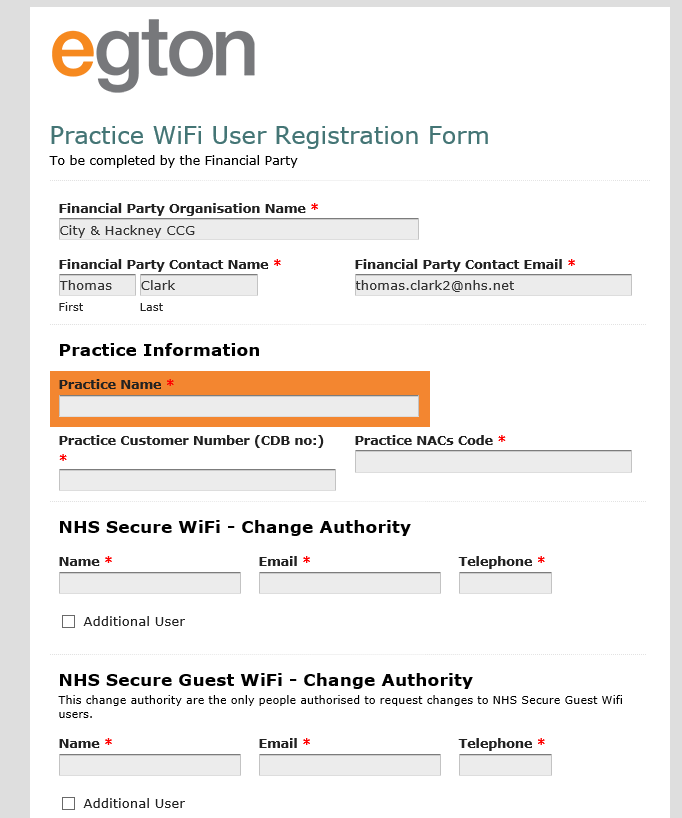 egton
Practice WiFi User Registration Form
To be completed by the Financial Party
Financial Party Organisation Name *
City & Hackney CCG
Financial Party Contact Name * Financial Party Contact Email *
Thomas Clark thomas.clark2@nhs.net
First Last
Practice Information
Practice Name *
Practice Customer Number (CDB no:) Practice NACs Code *
*
NHS Secure WiFi - Change Authority
Name * Email * Telephone *
Additional User
NHS Secure Guest WiFi - Change Authority
This change authority are the only people authorised to request changes to NHS Secure Guest Wifi
users.
Name * Email * Telephone *
Additional User